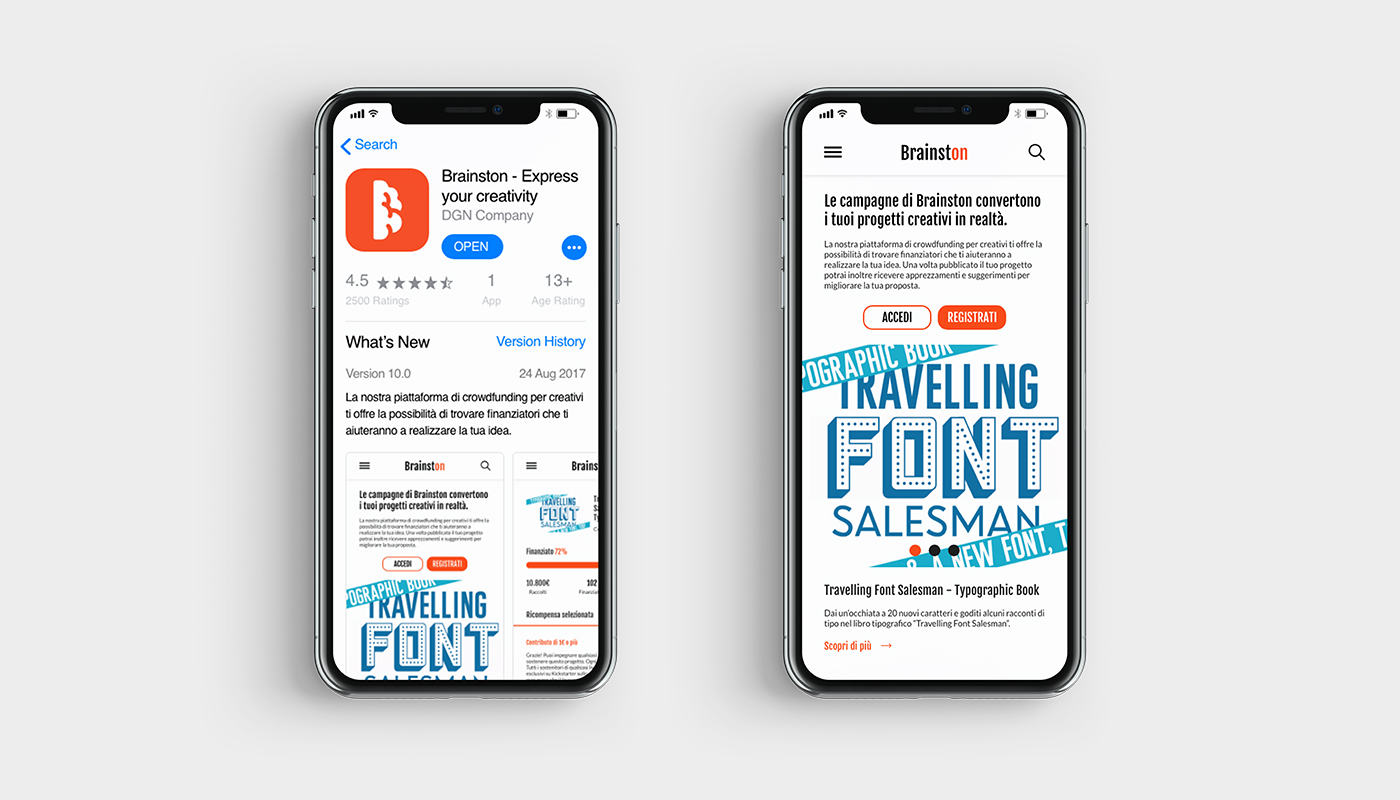 Search
Brainston - Express
your creativity
DGN Company
OPEN
4.5
2500 Ratings
1
App
13+
Age Rating
What's New
Version History
Version 10.0
24 Aug 2017
La nostra piattaforma di crowdfunding per creativi
ti offre la possibilità di trovare finanziatori che ti
aiuteranno a realizzare la tua idea.
Brainston
Le campagne di Brainston convertono
i tuoi progetti creativi in realtà.
La nostra piattaforma di crowdfunding per creativi ti offre la
possibilità di trovare finanziatori che ti aiuteranno a
realizzare la tua idea. Una volta pubblicato il tuo progetto
potrai inoltre ricevere apprezzamenti e suggerimenti per
migliorare la tua proposta.
ACCEDI
REGISTRATI
POGRAPHIC BOOK
TRAVELLING
FONT
Brains
TRAVELLING
FONT
SALESMAN
Finanziato 72%
10.800€
Raccolti
102
Ricompensa selezionata
Contributo di 1€ o più
Grazie! Puoi impegnare qualsiasi
sostenere questo progetto. Ogni
Tutti i sostenitori di qualsiasi
esclusivi su Kickstarter
Brainston
Le campagne di Brainston convertono
i tuoi progetti creativi in realtà.
La nostra piattaforma di crowdfunding per creativi ti offre la
possibilità di trovare finanziatori che ti aiuteranno a
realizzare la tua idea. Una volta pubblicato il tuo progetto
potrai inoltre ricevere apprezzamenti e suggerimenti per
migliorare la tua proposta.
ACCEDI
REGISTRATI
POGRAPHIC BOOK
TRAVELLING
FONT
SALESMAN
& A NEW FONT, T
Travelling Font Salesman - Typographic Book
Dai un'occhiata a 20 nuovi caratteri e goditi alcuni racconti di
tipo nel libro tipografico "Travelling Font Salesman".
Scopri di più →